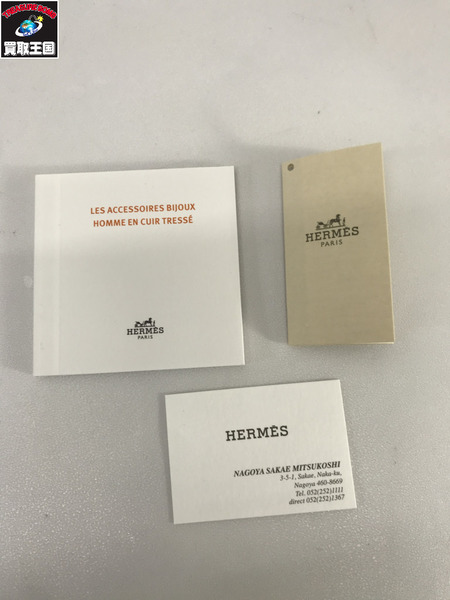 TREASURE KINGDOM
買取王国
LES ACCESSOIRES BIJOUX
HOMME EN CUIR TRESSÉ
HERMÈS
PARIS
HERMÈS
PARIS
HERMÈS
NAGOYA SAKAE MITSUKOSHI
3-5-1, Sakae, Naka-ku,
Nagoya 460-8669
Tel. 052(252)1111
direct 052(252)1367